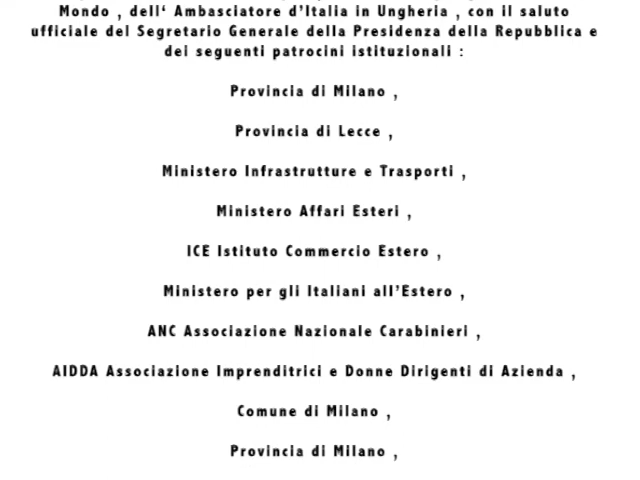 Mondo , dell‘ Ambasciatore d’Italia in Ungheria , con il saluto
ufficiale del Segretario Generale della Presidenza della Repubblica e
dei seguenti patrocini istituzionali :
Provincia di Milano ,
Provincia di Lecce ,
Ministero Infrastrutture e Trasporti ,
Ministero Affari Esteri ,
ICE Istituto Commercio Estero ,
Ministero per gli Italiani all’Estero ,
ANC Associazione Nazionale Carabinieri ,
AIDDA Associazione Imprenditrici e Donne Dirigenti di Azienda ,
Comune di Milano ,
Provincia di Milano ,